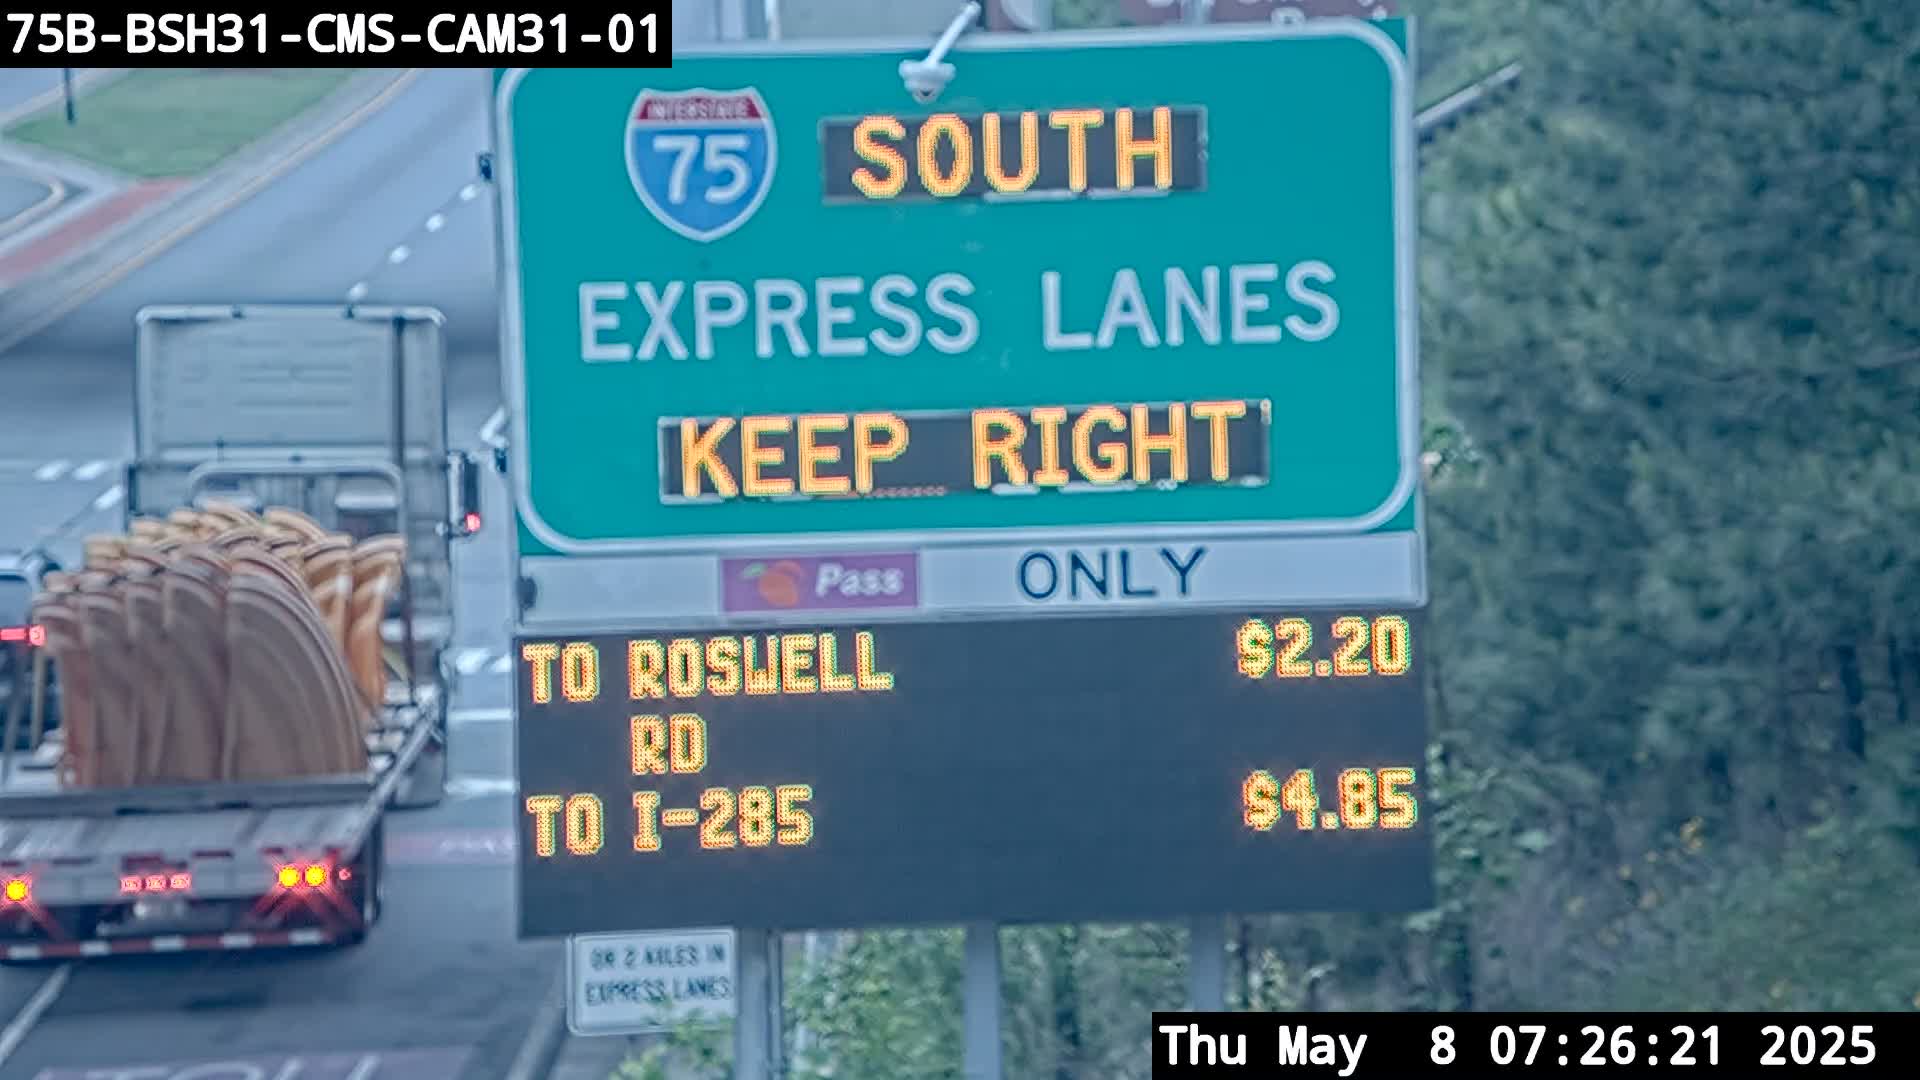 75B-BSH31-CMS-CAM31-01
INTERSTATE
75
SOUTH
EXPRESS LANES
KEEP RIGHT
Pass
ONLY
TO ROSWELL $2.20
RD
TO I-285 $4.85
OR 2 AXLES IN
EXPRESS LANES
TOLL
Thu May 8 07:26:21 2025